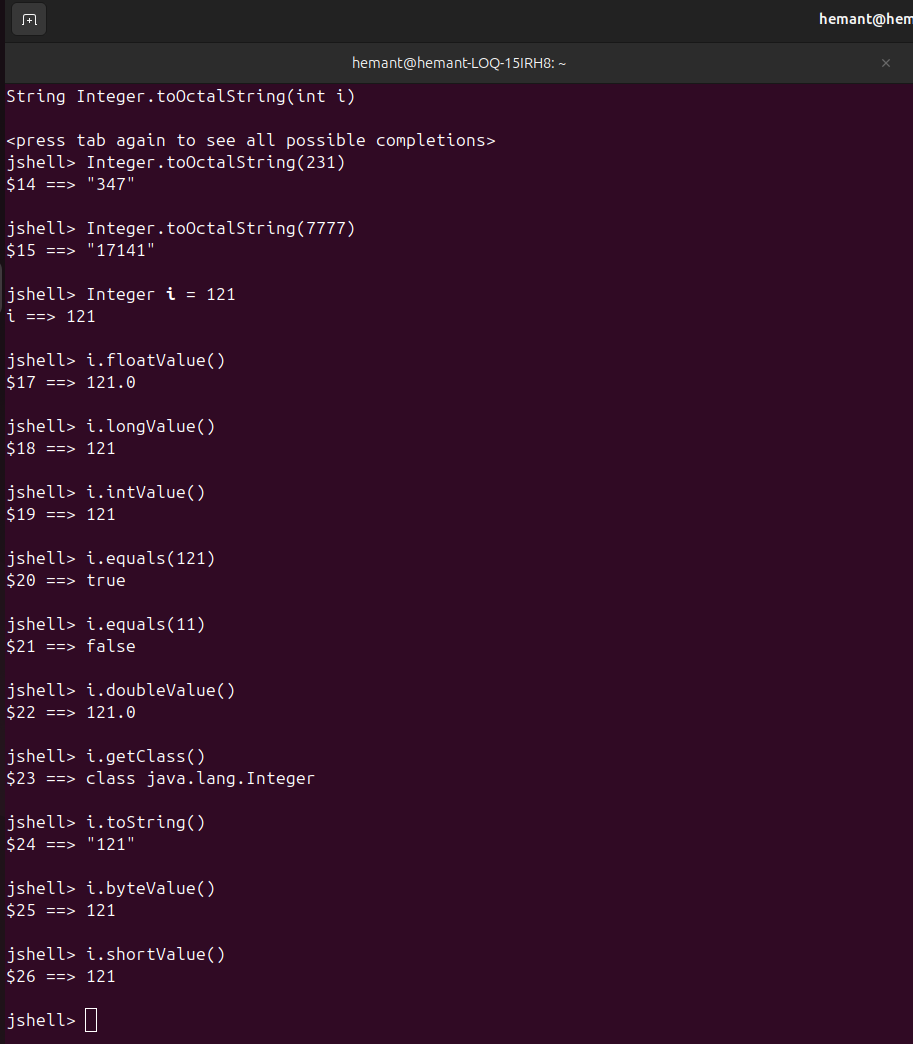 hemant@hem
hemant@hemant-LOQ-15IRH8: ~
String Integer.toOctalString(int i)
<press tab again to see all possible completions>
jshell> Integer.toOctalString(231)
$14 ==> "347"
jshell> Integer.toOctalString(7777)
$15 ==> "17141"
jshell> Integer i = 121
i ==> 121
jshell> i.floatValue()
$17 ==> 121.0
jshell> i.longValue()
$18 ==> 121
jshell> i.intValue()
$19 ==> 121
jshell> i.equals(121)
$20 ==> true
jshell> i.equals(11)
$21 ==> false
jshell> i.doubleValue()
$22 ==> 121.0
jshell> i.getClass()
$23 ==> class java.lang.Integer
jshell> i.toString()
$24 ==> "121"
jshell> i.byteValue()
$25 ==> 121
jshell> i.shortValue()
$26 ==> 121
jshell>